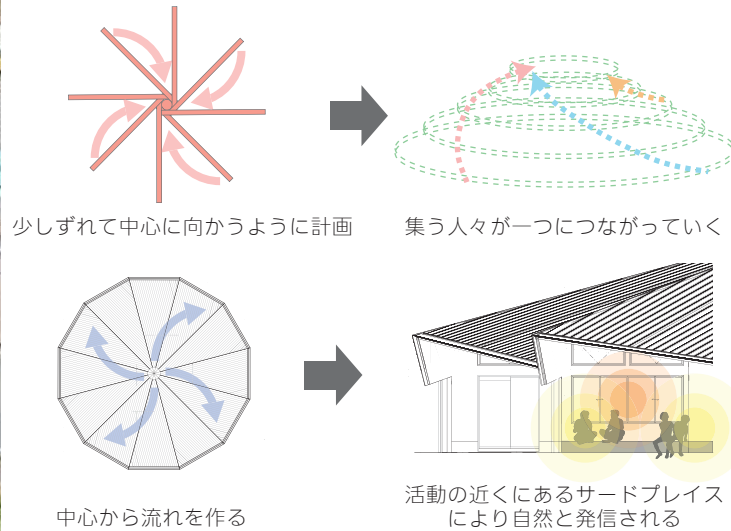 少しずれて中心に向かうように計画
集う人々が一つにつながっていく
中心から流れを作る
活動の近くにあるサードプレイス
により自然と発信される